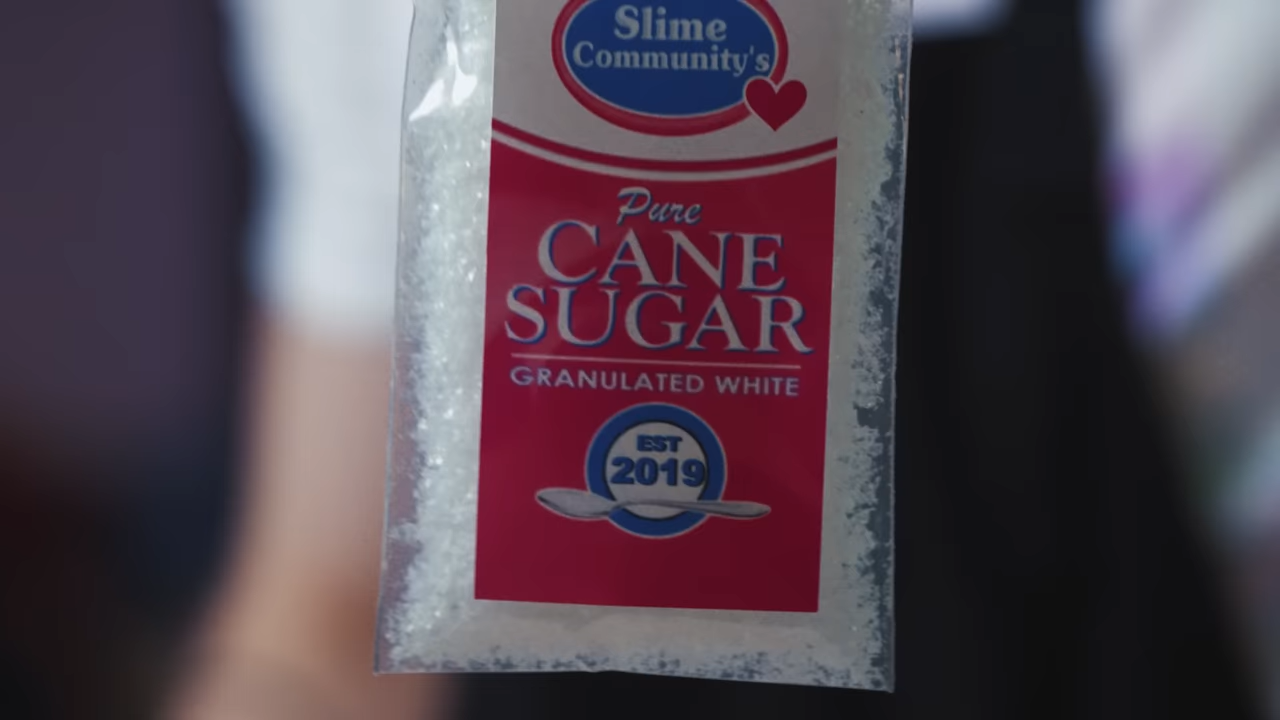 Slime
Community's
Pure
CANE
SUGAR
GRANULATED WHITE
EST
2019